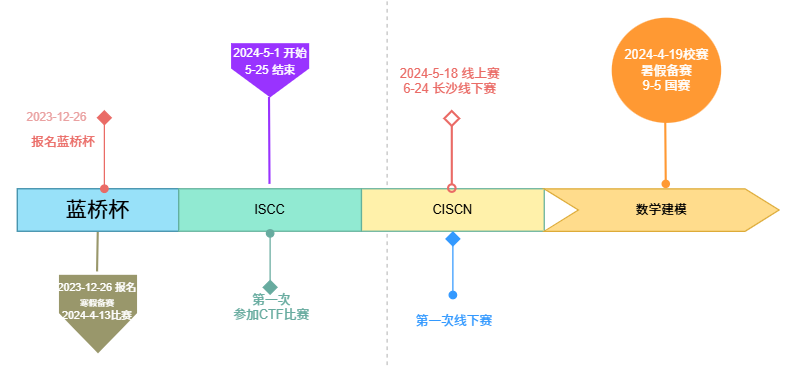 2024-5-1 开始
5-25 结束
2024-5-18 线上赛
6-24 长沙线下赛
2024-4-19校赛
暑假备赛
9-5 国赛
2023-12-26
报名蓝桥杯
蓝桥杯
ISCC
CISCN
数学建模
2023-12-26 报名
寒假备赛
2024-4-13比赛
第一次
参加CTF比赛
第一次线下赛